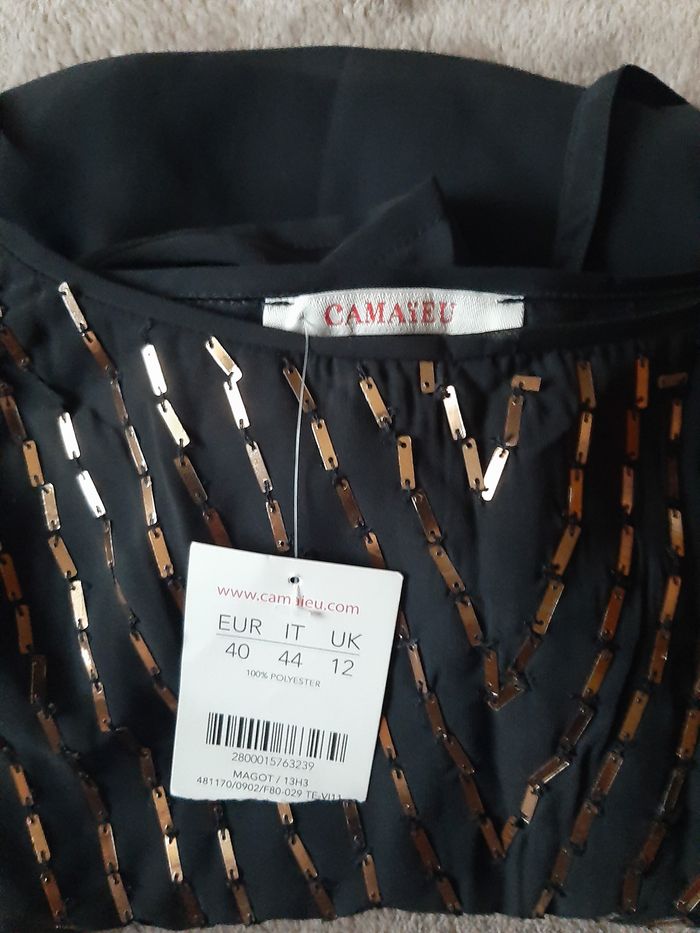 CAMAïEU
www.camaieu.com
EUR IT UK
40 44 12
100% POLYESTER
2800015763239
MAGOT / 13H3
481170/0902/F80-029 TE-VI11